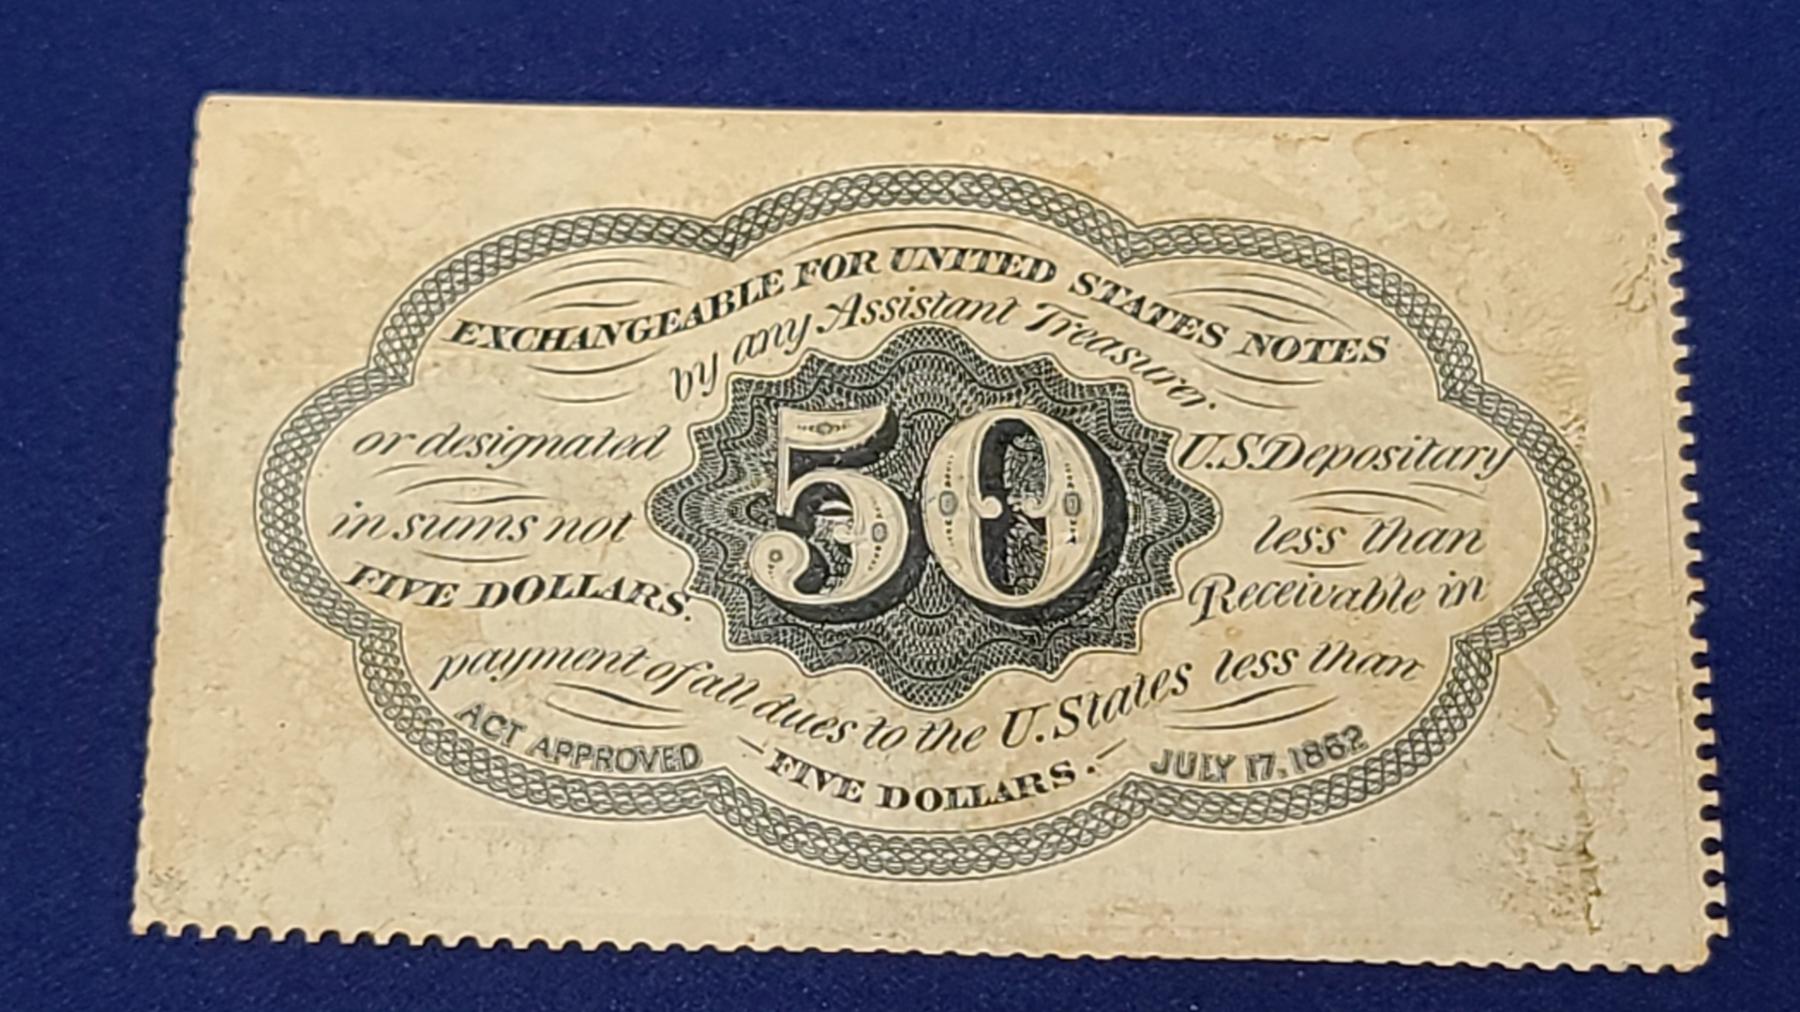 EXCHANGEABLE FOR UNITED STATES NOTES
by any Assistant Treasurer.
or designated U.S. Depositary
in sums not less than
FIVE DOLLARS. Receivable in
payment of all dues to the U. States less than
FIVE DOLLARS.
50
ACT APPROVED JULY 17, 1862